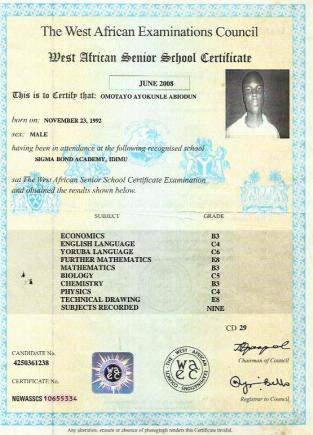 The West African Examinations Council
West African Senior School Certificate
JUNE 2008
This is to Certify that: OMOTAYO AYOKUNLE ABIODUN
born on: NOVEMBER 23, 1992
sex: MALE
having been in attendance at the following recognised school
SIGMA BOND ACADEMY, IDIMU
sat The West African Senior School Certificate Examination
and obtained the results shown below.
SUBJECT GRADE
ECONOMICS B3
ENGLISH LANGUAGE C4
YORUBA LANGUAGE C6
FURTHER MATHEMATICS E8
MATHEMATICS B3
BIOLOGY C5
CHEMISTRY B3
PHYSICS C4
TECHNICAL DRAWING E8
SUBJECTS RECORDED NINE
CD 29
CANDIDATE No.
4250361238
Chairman of Council
CERTIFICATE No.
NGWASSCS 10655334
THE WEST AFRICAN EXAMINATIONS COUNCIL
waec
Registrar to Council
Any alteration, erasure or absence of photograph renders this Certificate invalid.